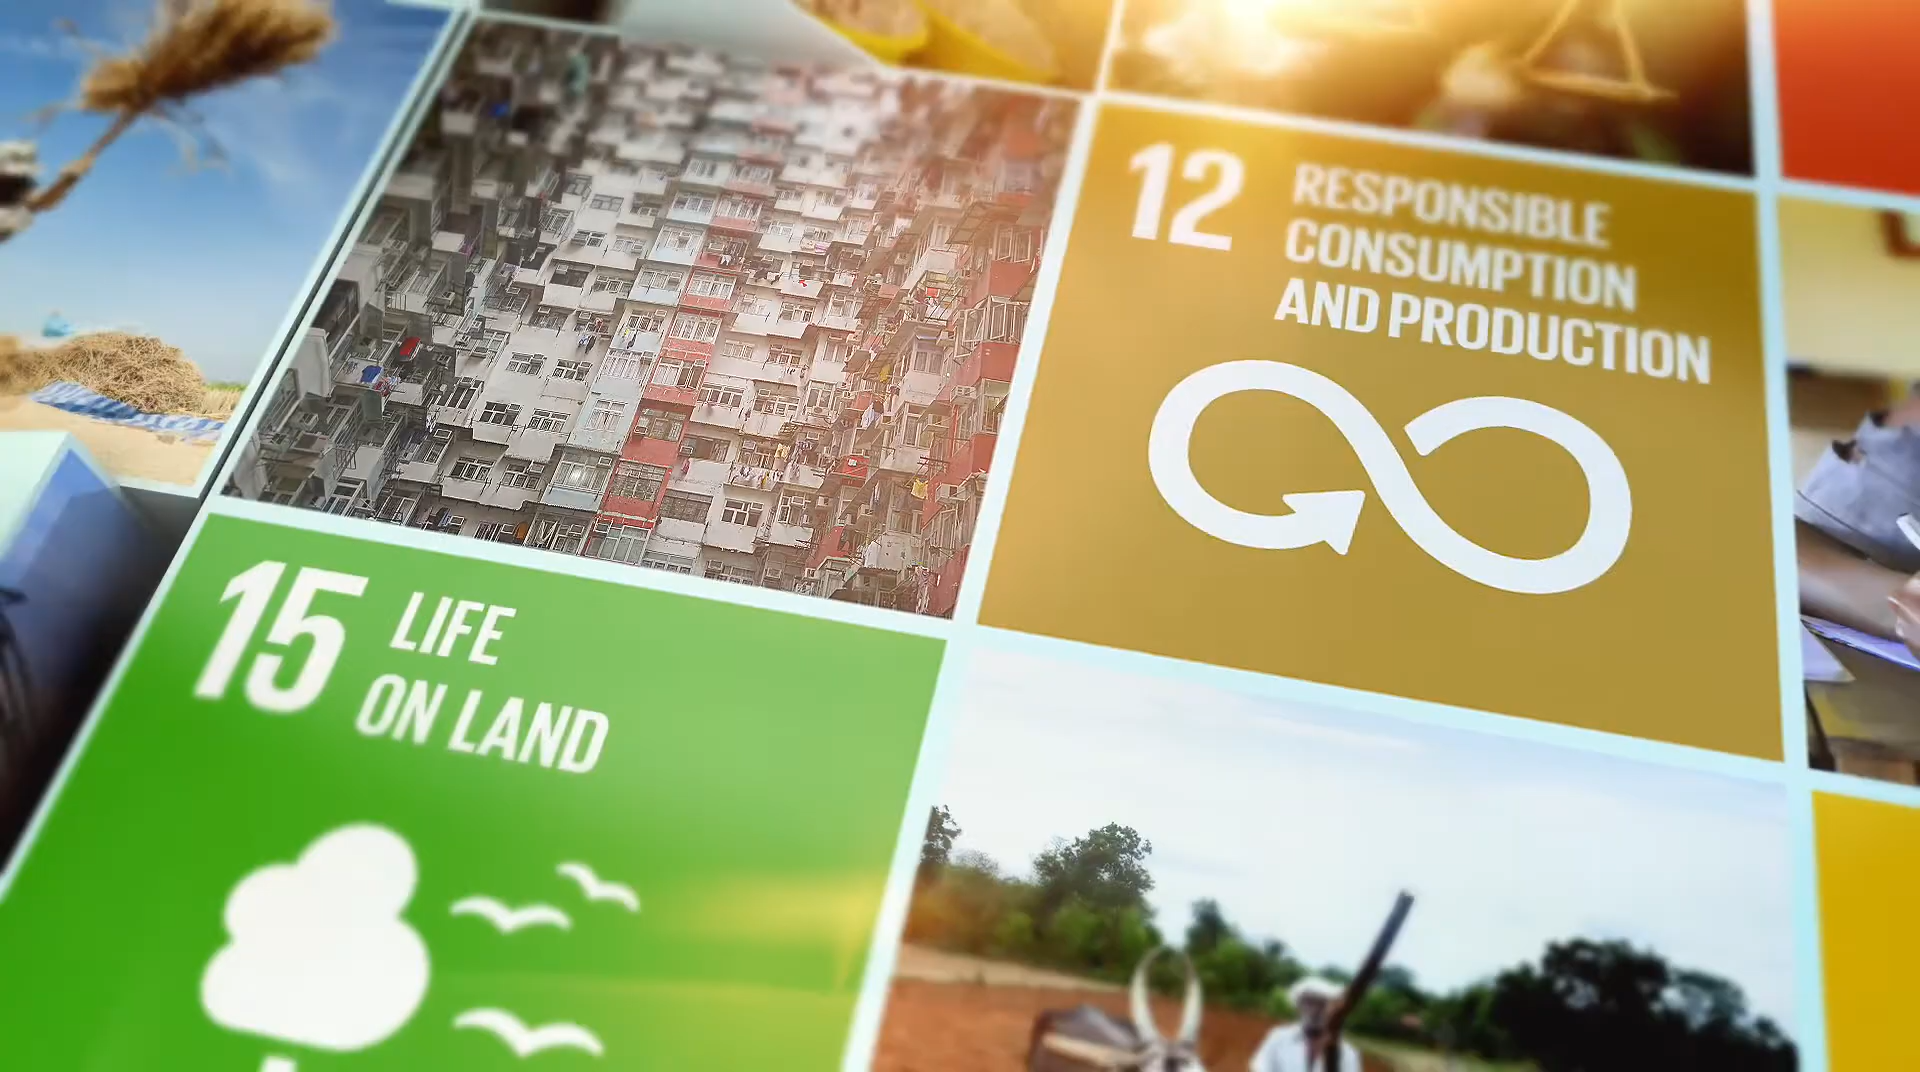 12
RESPONSIBLE
CONSUMPTION
AND PRODUCTION
15
LIFE
ON LAND